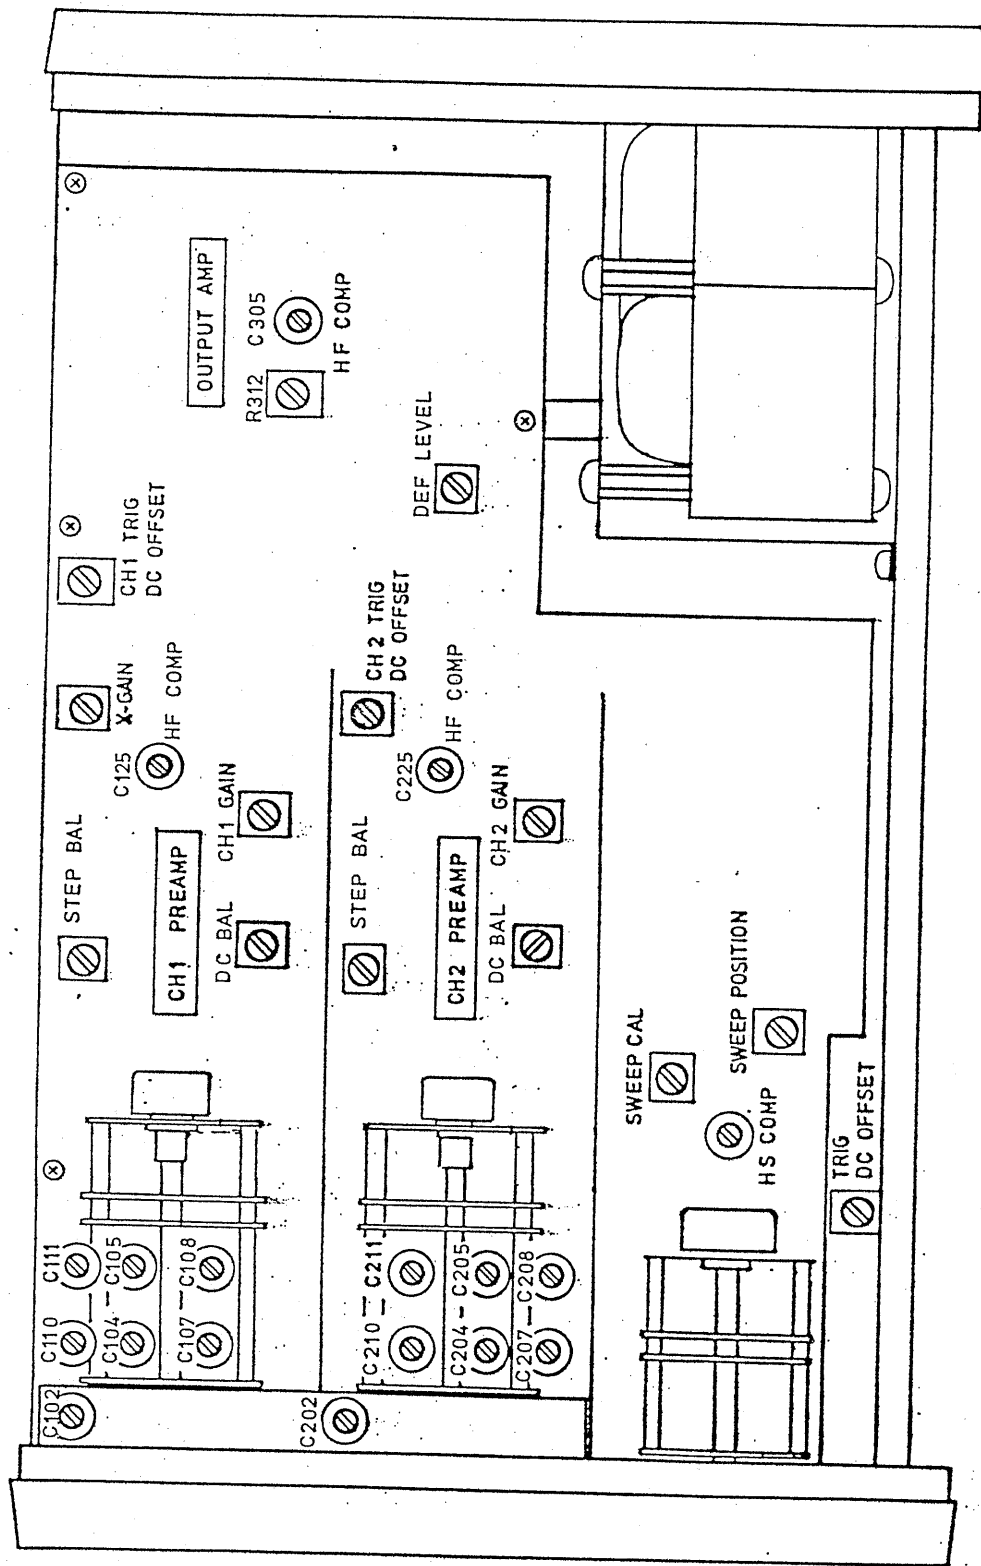 OUTPUT AMP
R312
C305
HF COMP
DEF LEVEL
CH1 TRIG
DC OFFSET
X-GAIN
C125
HF COMP
STEP BAL
CH1 PREAMP
CH1 GAIN
DC BAL
CH2 TRIG
DC OFFSET
C225
HF COMP
STEP BAL
CH2 PREAMP
CH2 GAIN
DC BAL
SWEEP CAL
SWEEP POSITION
HS COMP
TRIG
DC OFFSET
C102
C110
C111
C104–C105
C107–C108
C202
C210–C211
C204–C205
C207–C208